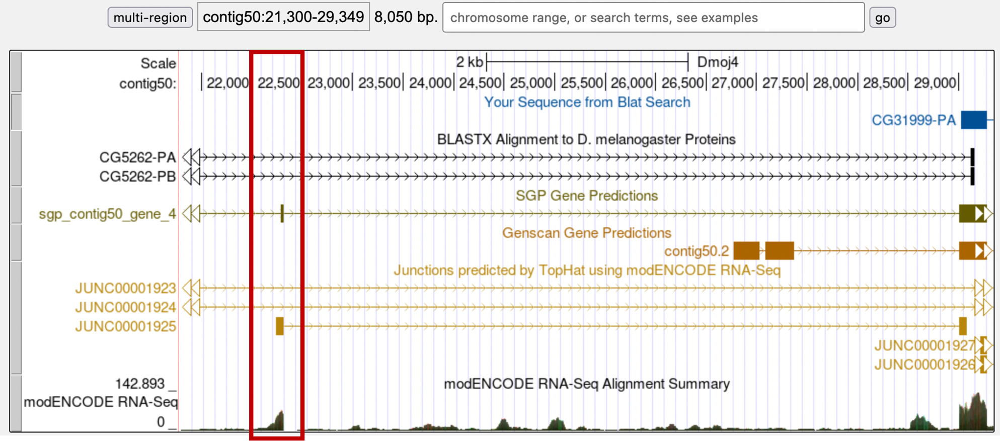 multi-region contig50:21,300-29,349 8,050 bp. chromosome range, or search terms, see examples go
Scale 2 kb Dmoj4
contig50: 22,000 22,500 23,000 23,500 24,000 24,500 25,000 25,500 26,000 26,500 27,000 27,500 28,000 28,500 29,000
Your Sequence from Blat Search
CG31999-PA
BLASTX Alignment to D. melanogaster Proteins
CG5262-PA
CG5262-PB
SGP Gene Predictions
sgp_contig50_gene_4
Genscan Gene Predictions
contig50.2
Junctions predicted by TopHat using modENCODE RNA-Seq
JUNC00001923
JUNC00001924
JUNC00001925
JUNC00001927
JUNC00001926
142.893 _ modENCODE RNA-Seq Alignment Summary
modENCODE RNA-Seq
0 _